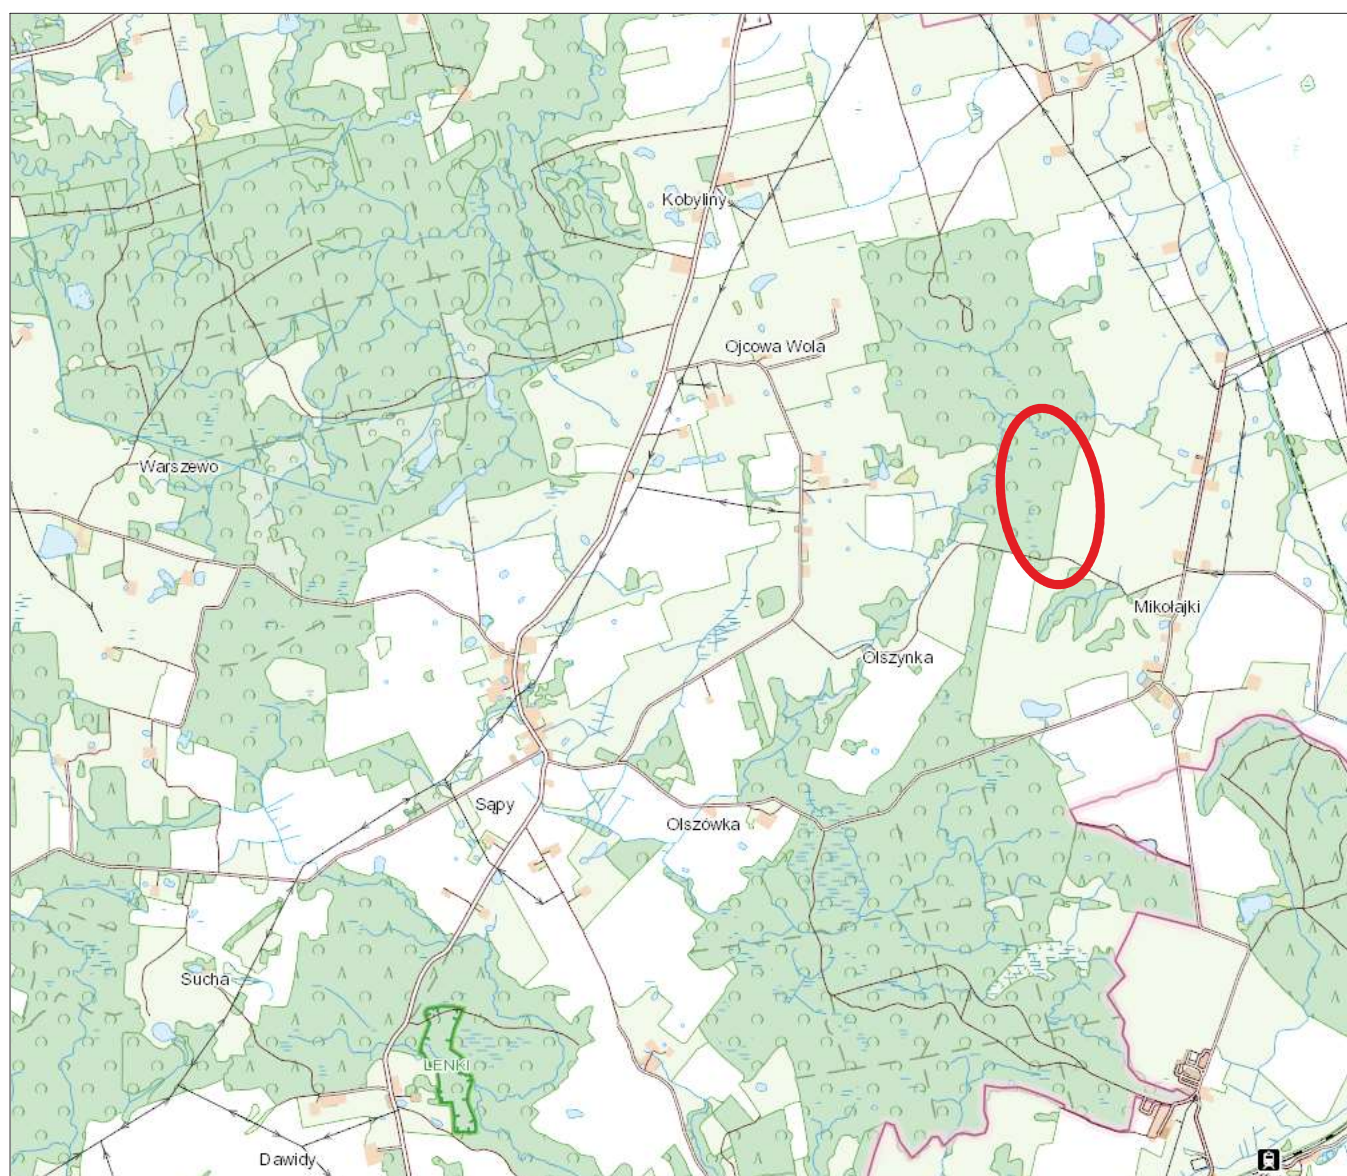 Kobyliny
Ojcowa Wola
Warszewo
Mikołajki
Olszynka
Sąpy
Olszówka
Sucha
LENKI
Dawidy